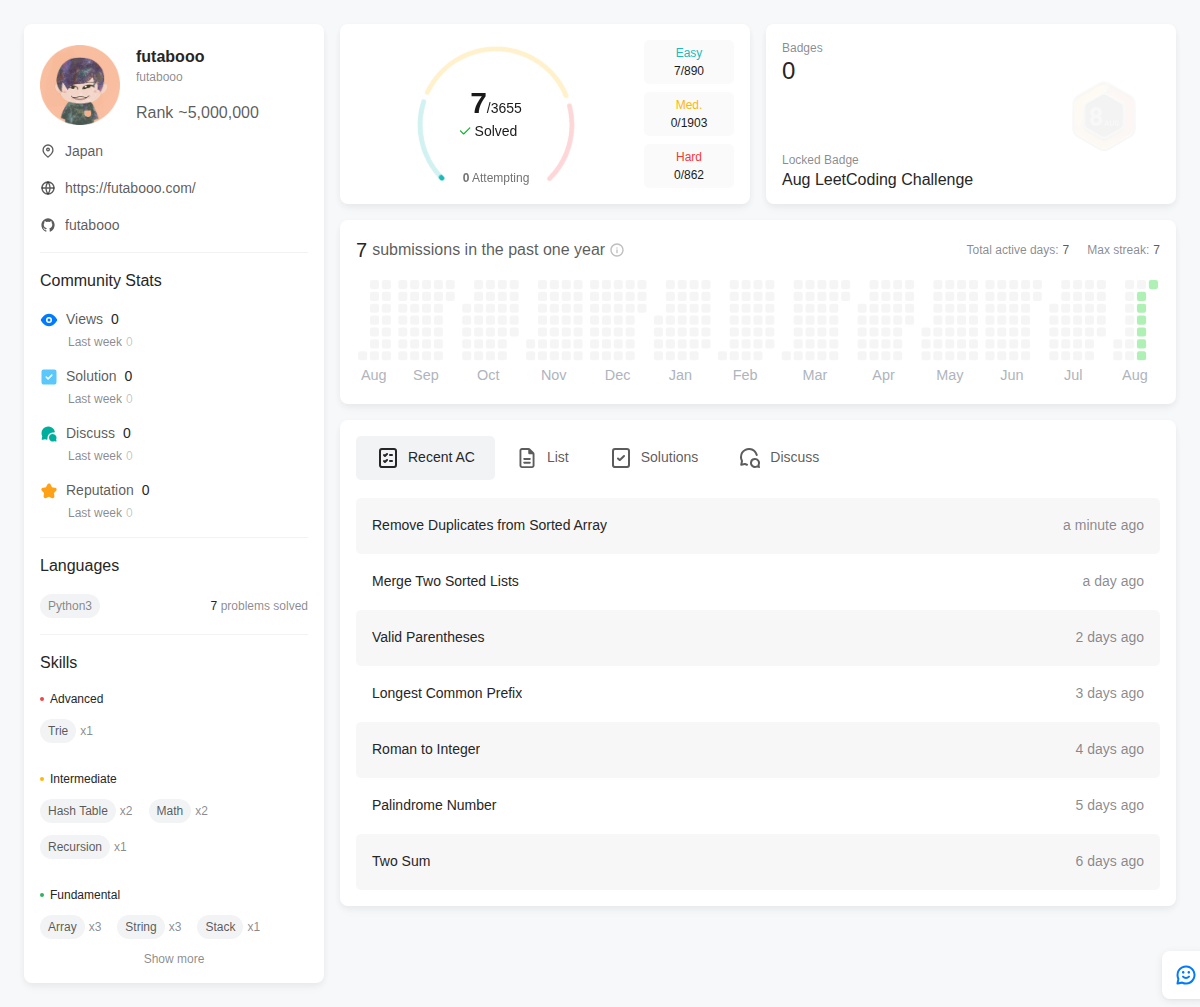 futabooo
futabooo
Rank ~5,000,000
Japan
https://futabooo.com/
futabooo
Community Stats
Views 0
Last week 0
Solution 0
Last week 0
Discuss 0
Last week 0
Reputation 0
Last week 0
Languages
Python3 7 problems solved
Skills
Advanced
Trie x1
Intermediate
Hash Table x2 Math x2
Recursion x1
Fundamental
Array x3 String x3 Stack x1
Show more
7/3655
Solved
0 Attempting
Easy
7/890
Med.
0/1903
Hard
0/862
Badges
0
Locked Badge
Aug LeetCoding Challenge
7 submissions in the past one year
Total active days: 7 Max streak: 7
Aug Sep Oct Nov Dec Jan Feb Mar Apr May Jun Jul Aug
Recent AC List Solutions Discuss
Remove Duplicates from Sorted Array a minute ago
Merge Two Sorted Lists a day ago
Valid Parentheses 2 days ago
Longest Common Prefix 3 days ago
Roman to Integer 4 days ago
Palindrome Number 5 days ago
Two Sum 6 days ago